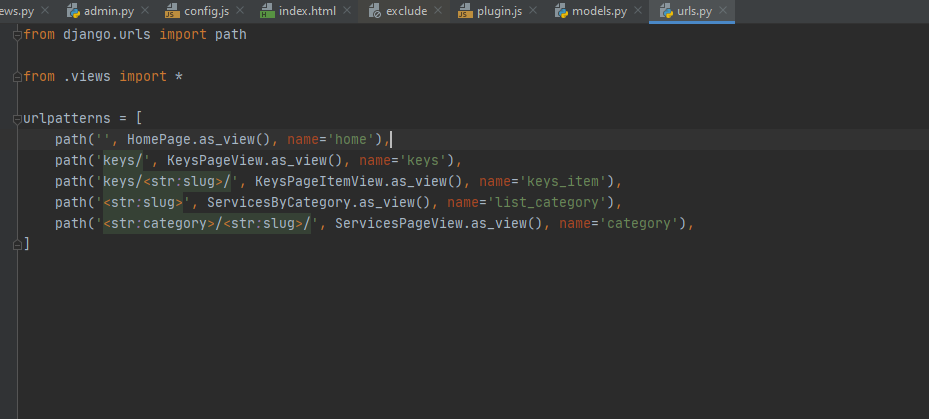 ews.py admin.py config.js index.html exclude plugin.js models.py urls.py
from django.urls import path
from .views import *
urlpatterns = [
    path('', HomePage.as_view(), name='home'),
    path('keys/', KeysPageView.as_view(), name='keys'),
    path('keys/<str:slug>/', KeysPageItemView.as_view(), name='keys_item'),
    path('<str:slug>', ServicesByCategory.as_view(), name='list_category'),
    path('<str:category>/<str:slug>/', ServicesPageView.as_view(), name='category'),
]